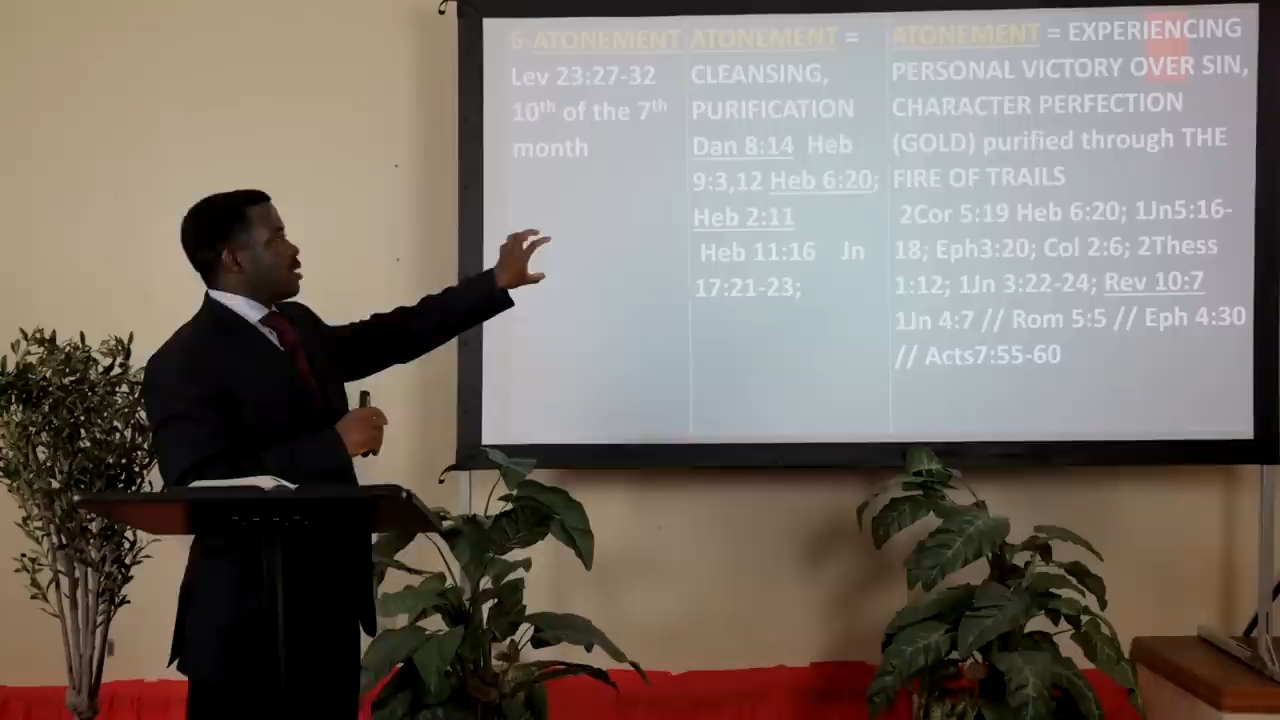 6-ATONEMENT
Lev 23:27-32
10th of the 7th
month
ATONEMENT =
CLEANSING,
PURIFICATION
Dan 8:14 Heb
9:3,12 Heb 6:20;
Heb 2:11
Heb 11:16 Jn
17:21-23;
ATONEMENT = EXPERIENCING
PERSONAL VICTORY OVER SIN,
CHARACTER PERFECTION
(GOLD) purified through THE
FIRE OF TRAILS
2Cor 5:19 Heb 6:20; 1Jn5:16-
18; Eph3:20; Col 2:6; 2Thess
1:12; 1Jn 3:22-24; Rev 10:7
1Jn 4:7 // Rom 5:5 // Eph 4:30
// Acts7:55-60